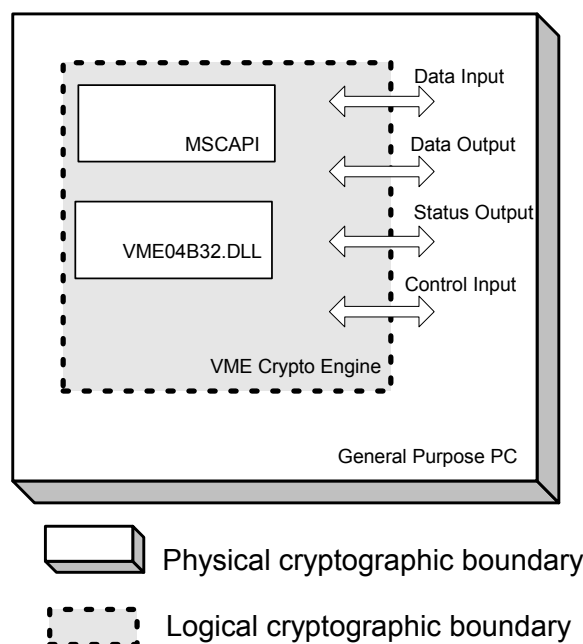 Data Input
MSCAPI
Data Output
Status Output
VME04B32.DLL
Control Input
VME Crypto Engine
General Purpose PC
Physical cryptographic boundary
Logical cryptographic boundary